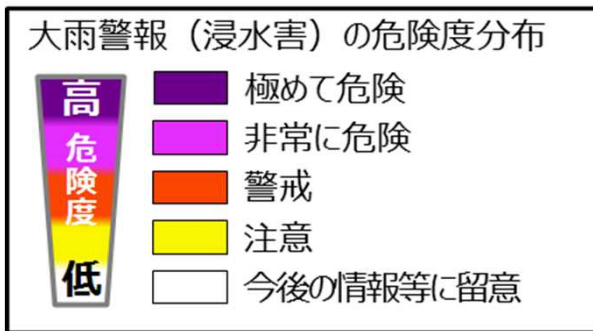 大雨警報（浸水害）の危険度分布
高
危険度
低
極めて危険
非常に危険
警戒
注意
今後の情報等に留意